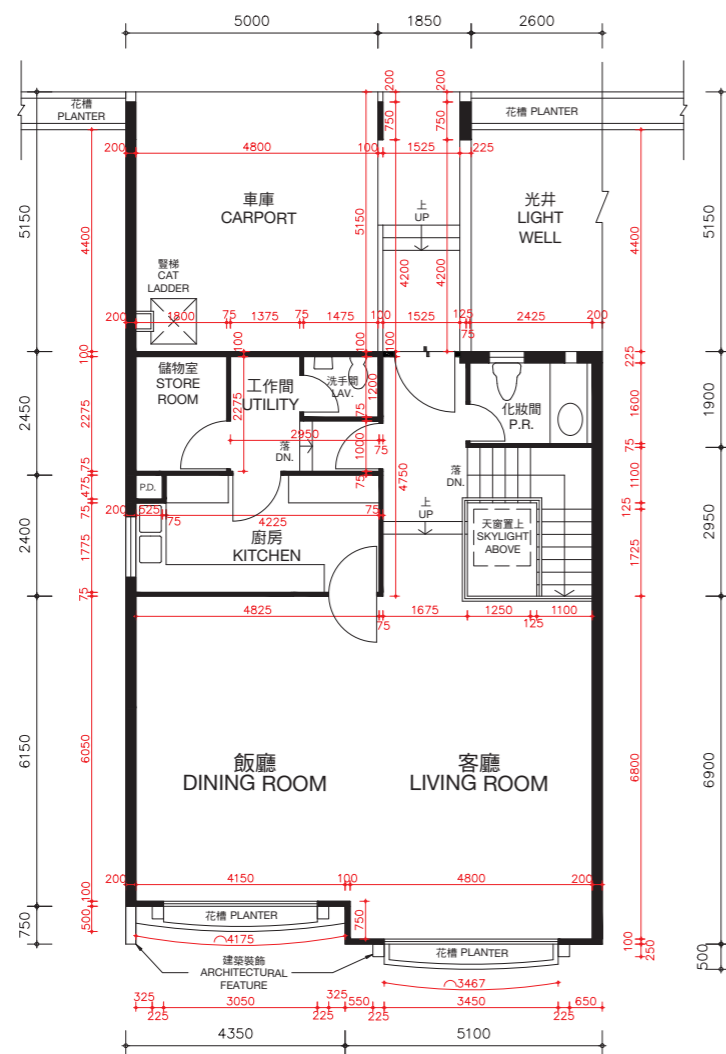 5000
1850
2600
花槽
PLANTER
花槽 PLANTER
200
750
200
750
200
4800
100
1525
225
車庫
CARPORT
上
UP
光井
LIGHT
WELL
5150
4400
5150
4200
4200
4400
5150
豎梯
CAT
LADDER
200
1800
75
1375
75
1475
100
1525
125
75
2425
200
100
100
100
100
225
儲物室
STORE
ROOM
工作間
UTILITY
洗手間
LAV.
化妝間
P.R.
2450
2275
2275
1200
75
1600
1900
2950
75
落
DN.
1000
75
落
DN.
75
75
475
75
P.D.
4750
1100
125
200
525
75
4225
75
上
UP
天窗置上
SKYLIGHT
ABOVE
廚房
KITCHEN
2400
1775
75
1725
2950
4825
75
1675
1250
125
1100
飯廳
DINING ROOM
客廳
LIVING ROOM
6150
6050
6800
6900
200
4150
100
4800
200
100
500
750
750
花槽 PLANTER
4175
花槽 PLANTER
100
250
500
建築裝飾
ARCHITECTURAL
FEATURE
3467
325
225
3050
225
325
550
225
3450
225
650
4350
5100